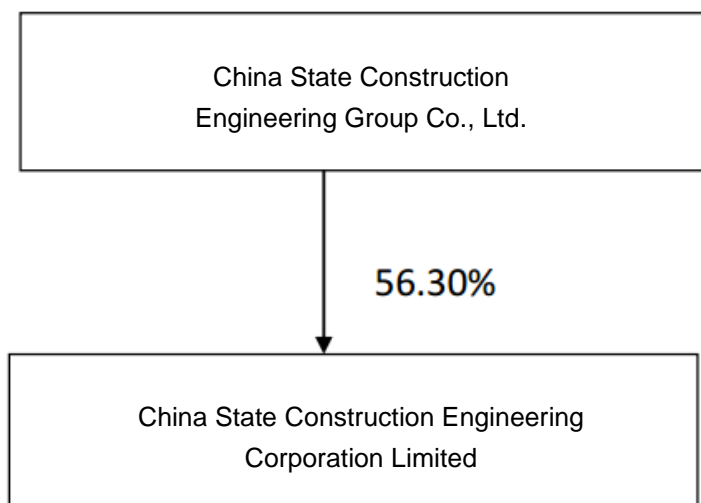 China State Construction
Engineering Group Co., Ltd.
56.30%
China State Construction Engineering
Corporation Limited